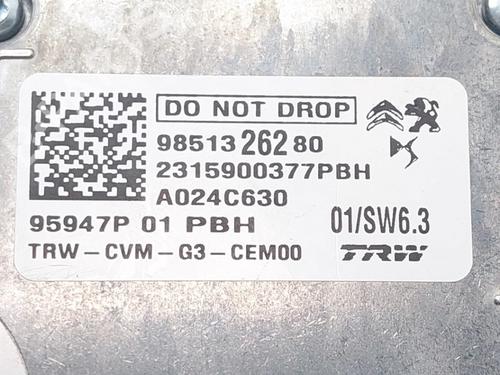 DO NOT DROP
98513 262 80
2315900377PBH
A024C630
95947P 01 PBH
01/SW6.3
TRW-CVM-G3-CEM00
TRW